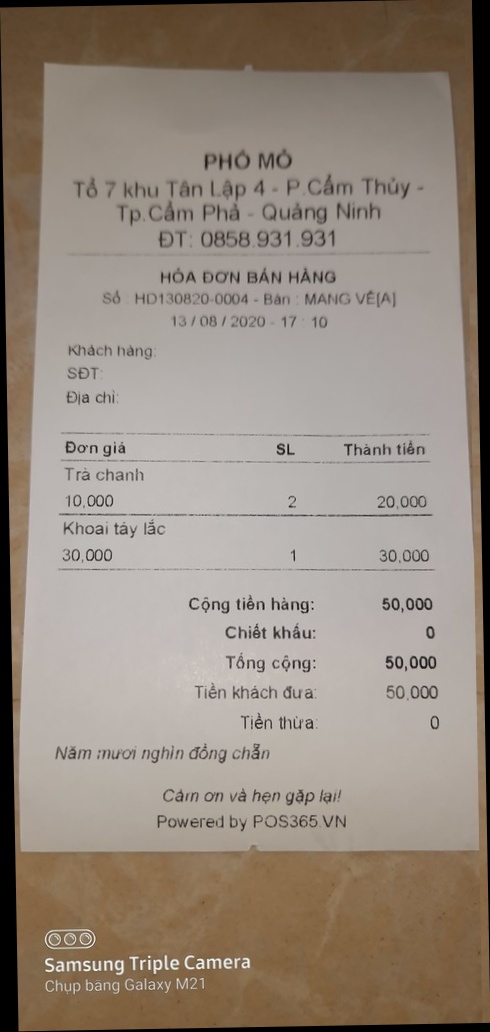 PHỐ MỎ
Tổ 7 khu Tân Lập 4 - P.Cẩm Thủy -
Tp.Cẩm Phả - Quảng Ninh
ĐT: 0858.931.931
HÓA ĐƠN BÁN HÀNG
Số : HD130820-0004 - Bàn : MANG VỀ[A]
13 / 08 / 2020 - 17 : 10
Khách hàng:
SĐT:
Địa chỉ:
Đơn giá SL Thành tiền
Trà chanh
10,000 2 20,000
Khoai tây lắc
30,000 1 30,000
Cộng tiền hàng: 50,000
Chiết khấu: 0
Tổng cộng: 50,000
Tiền khách đưa: 50,000
Tiền thừa: 0
Năm mươi nghìn đồng chẵn
Cảm ơn và hẹn gặp lại!
Powered by POS365.VN
Samsung Triple Camera
Chụp bằng Galaxy M21